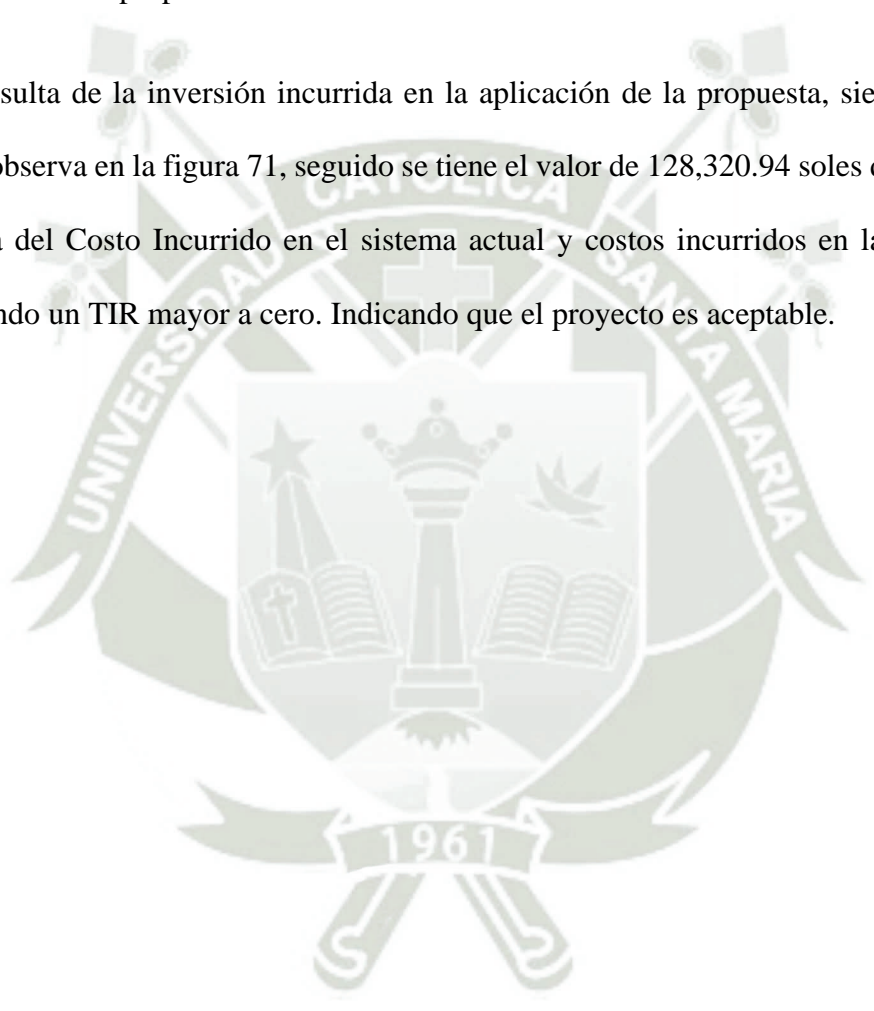 sulta de la inversión incurrida en la aplicación de la propuesta, sie
observa en la figura 71, seguido se tiene el valor de 128,320.94 soles
del Costo Incurrido en el sistema actual y costos incurridos en
ndo un TIR mayor a cero. Indicando que el proyecto es aceptable.
UNIVERSIDAD CATOLICA SANTA MARIA
1961